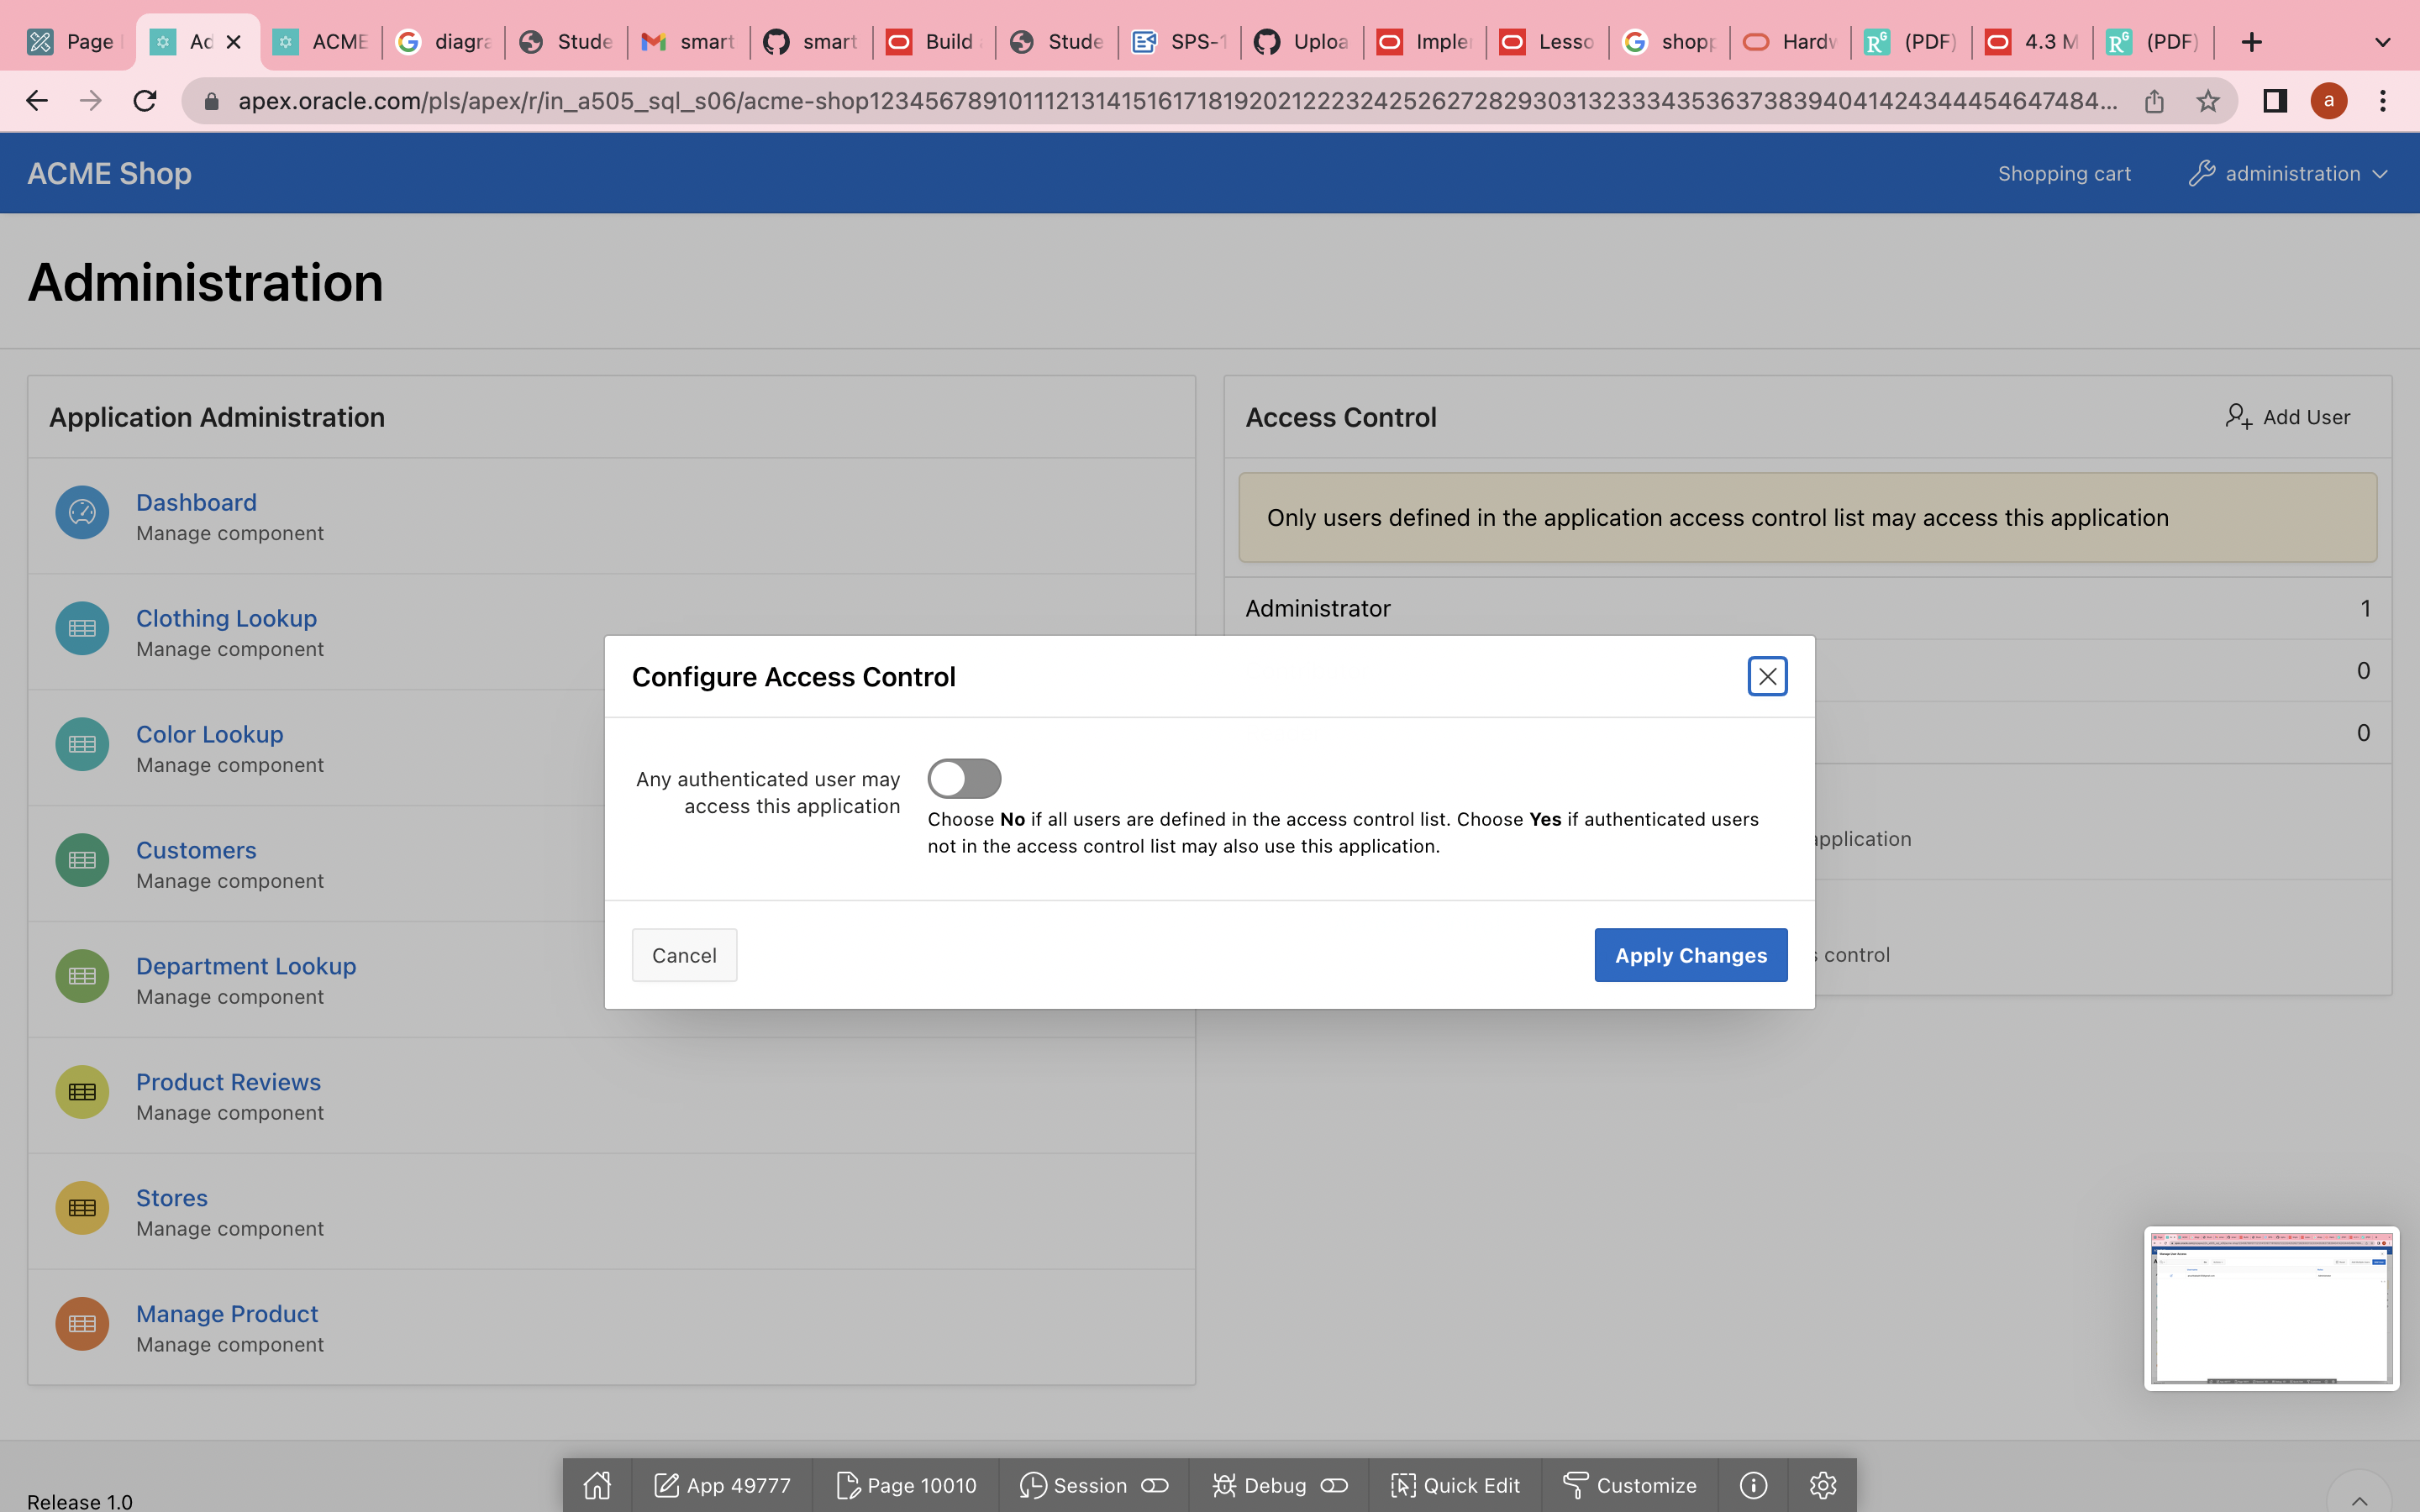 Page
Ad
ACME
diagra
Stude
smart
smart
Build
Stude
SPS-1
Uploa
Imple
Lesso
shopp
Hardw
(PDF)
4.3 M
(PDF)
apex.oracle.com/pls/apex/r/in_a505_sql_s06/acme-shop1234567891011121314151617181920212223242526272829303132333435363738394041424344454647484...
a
ACME Shop
Shopping cart
administration
Administration
Application Administration
Dashboard
Manage component
Clothing Lookup
Manage component
Color Lookup
Manage component
Customers
Manage component
Department Lookup
Manage component
Product Reviews
Manage component
Stores
Manage component
Manage Product
Manage component
Access Control
Add User
Only users defined in the application access control list may access this application
Administrator
1
0
0
application
control
Configure Access Control
Any authenticated user may
access this application
Choose No if all users are defined in the access control list. Choose Yes if authenticated users
not in the access control list may also use this application.
Cancel
Apply Changes
App 49777
Page 10010
Session
Debug
Quick Edit
Customize
Release 1.0